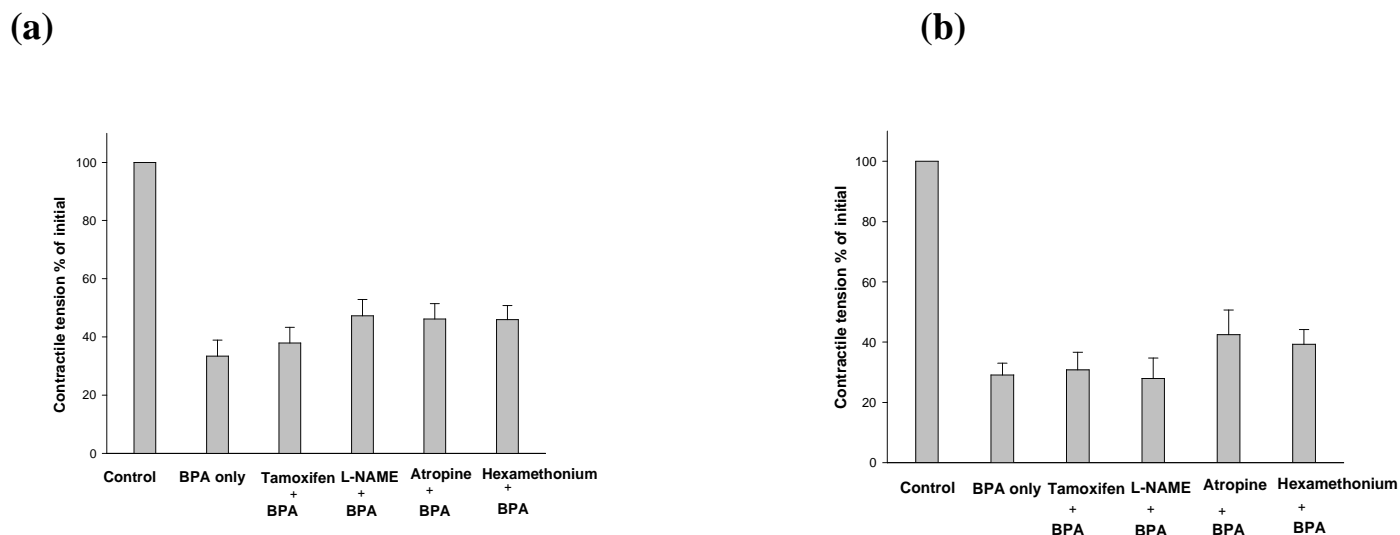 (a)
(b)
Contractile tension % of initial
100
80
60
40
20
0
Control
BPA only
Tamoxifen
+
BPA
L-NAME
+
BPA
Atropine
+
BPA
Hexamethonium
+
BPA
Contractile tension % of initial
100
80
60
40
20
0
Control
BPA only
Tamoxifen
+
BPA
L-NAME
+
BPA
Atropine
+
BPA
Hexamethonium
+
BPA